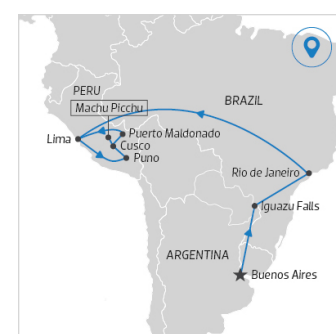 PERU
Machu Picchu
BRAZIL
Lima
Puerto Maldonado
Cusco
Puno
Rio de Janeiro
Iguazu Falls
ARGENTINA
Buenos Aires